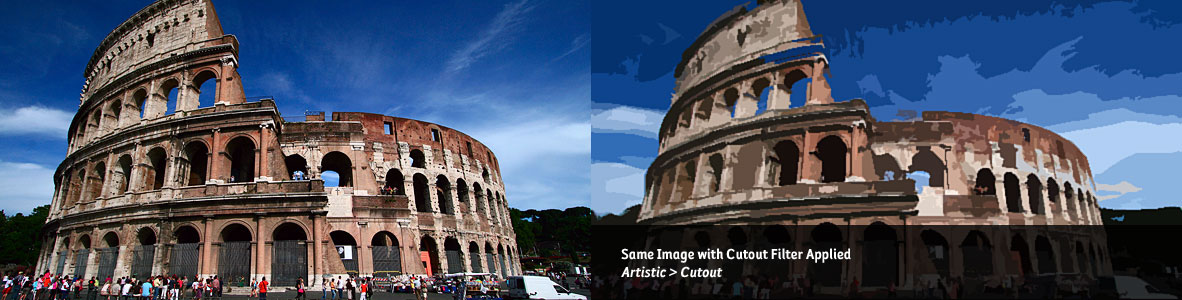 Same Image with Cutout Filter Applied
Artistic > Cutout